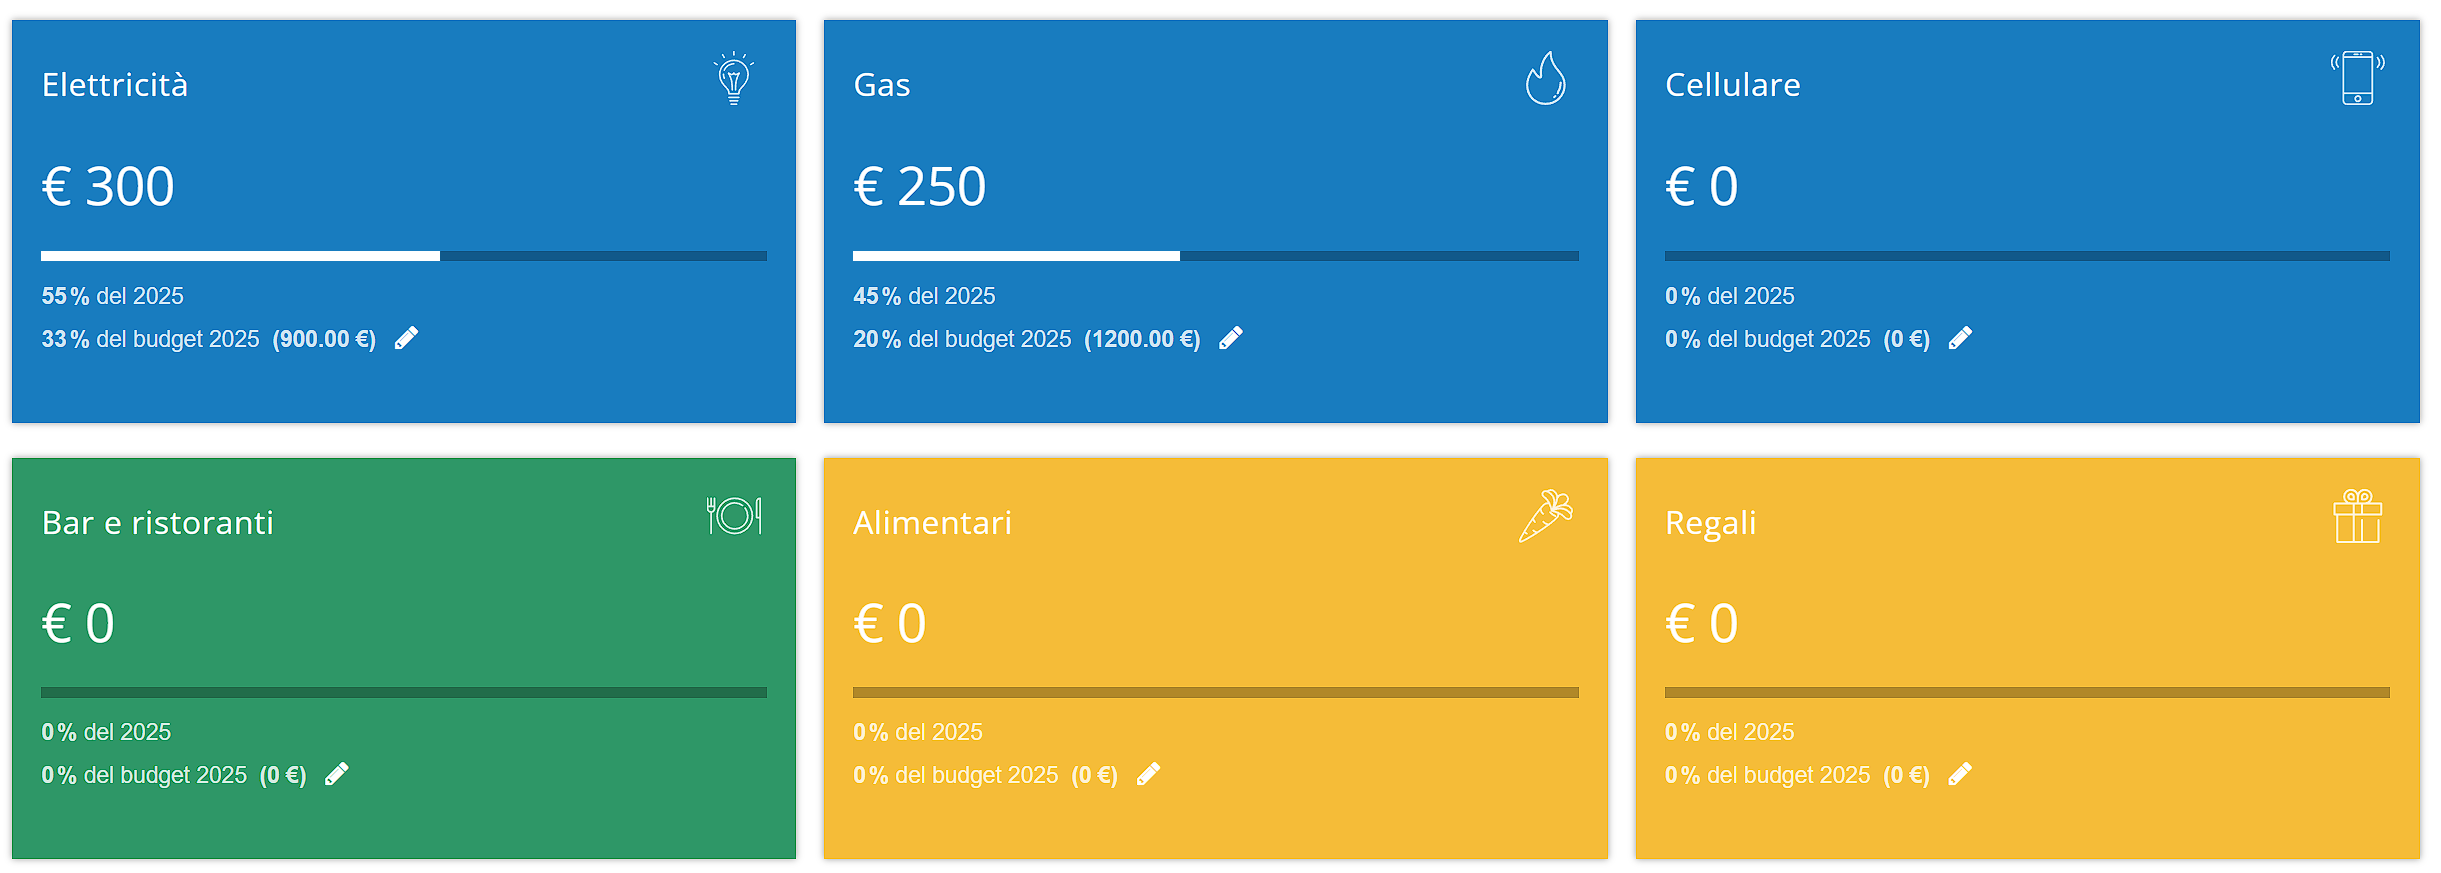 Elettricità
€ 300
55% del 2025
33% del budget 2025 (900.00 €)
Gas
€ 250
45% del 2025
20% del budget 2025 (1200.00 €)
Cellulare
€ 0
0% del 2025
0% del budget 2025 (0 €)
Bar e ristoranti
€ 0
0% del 2025
0% del budget 2025 (0 €)
Alimentari
€ 0
0% del 2025
0% del budget 2025 (0 €)
Regali
€ 0
0% del 2025
0% del budget 2025 (0 €)